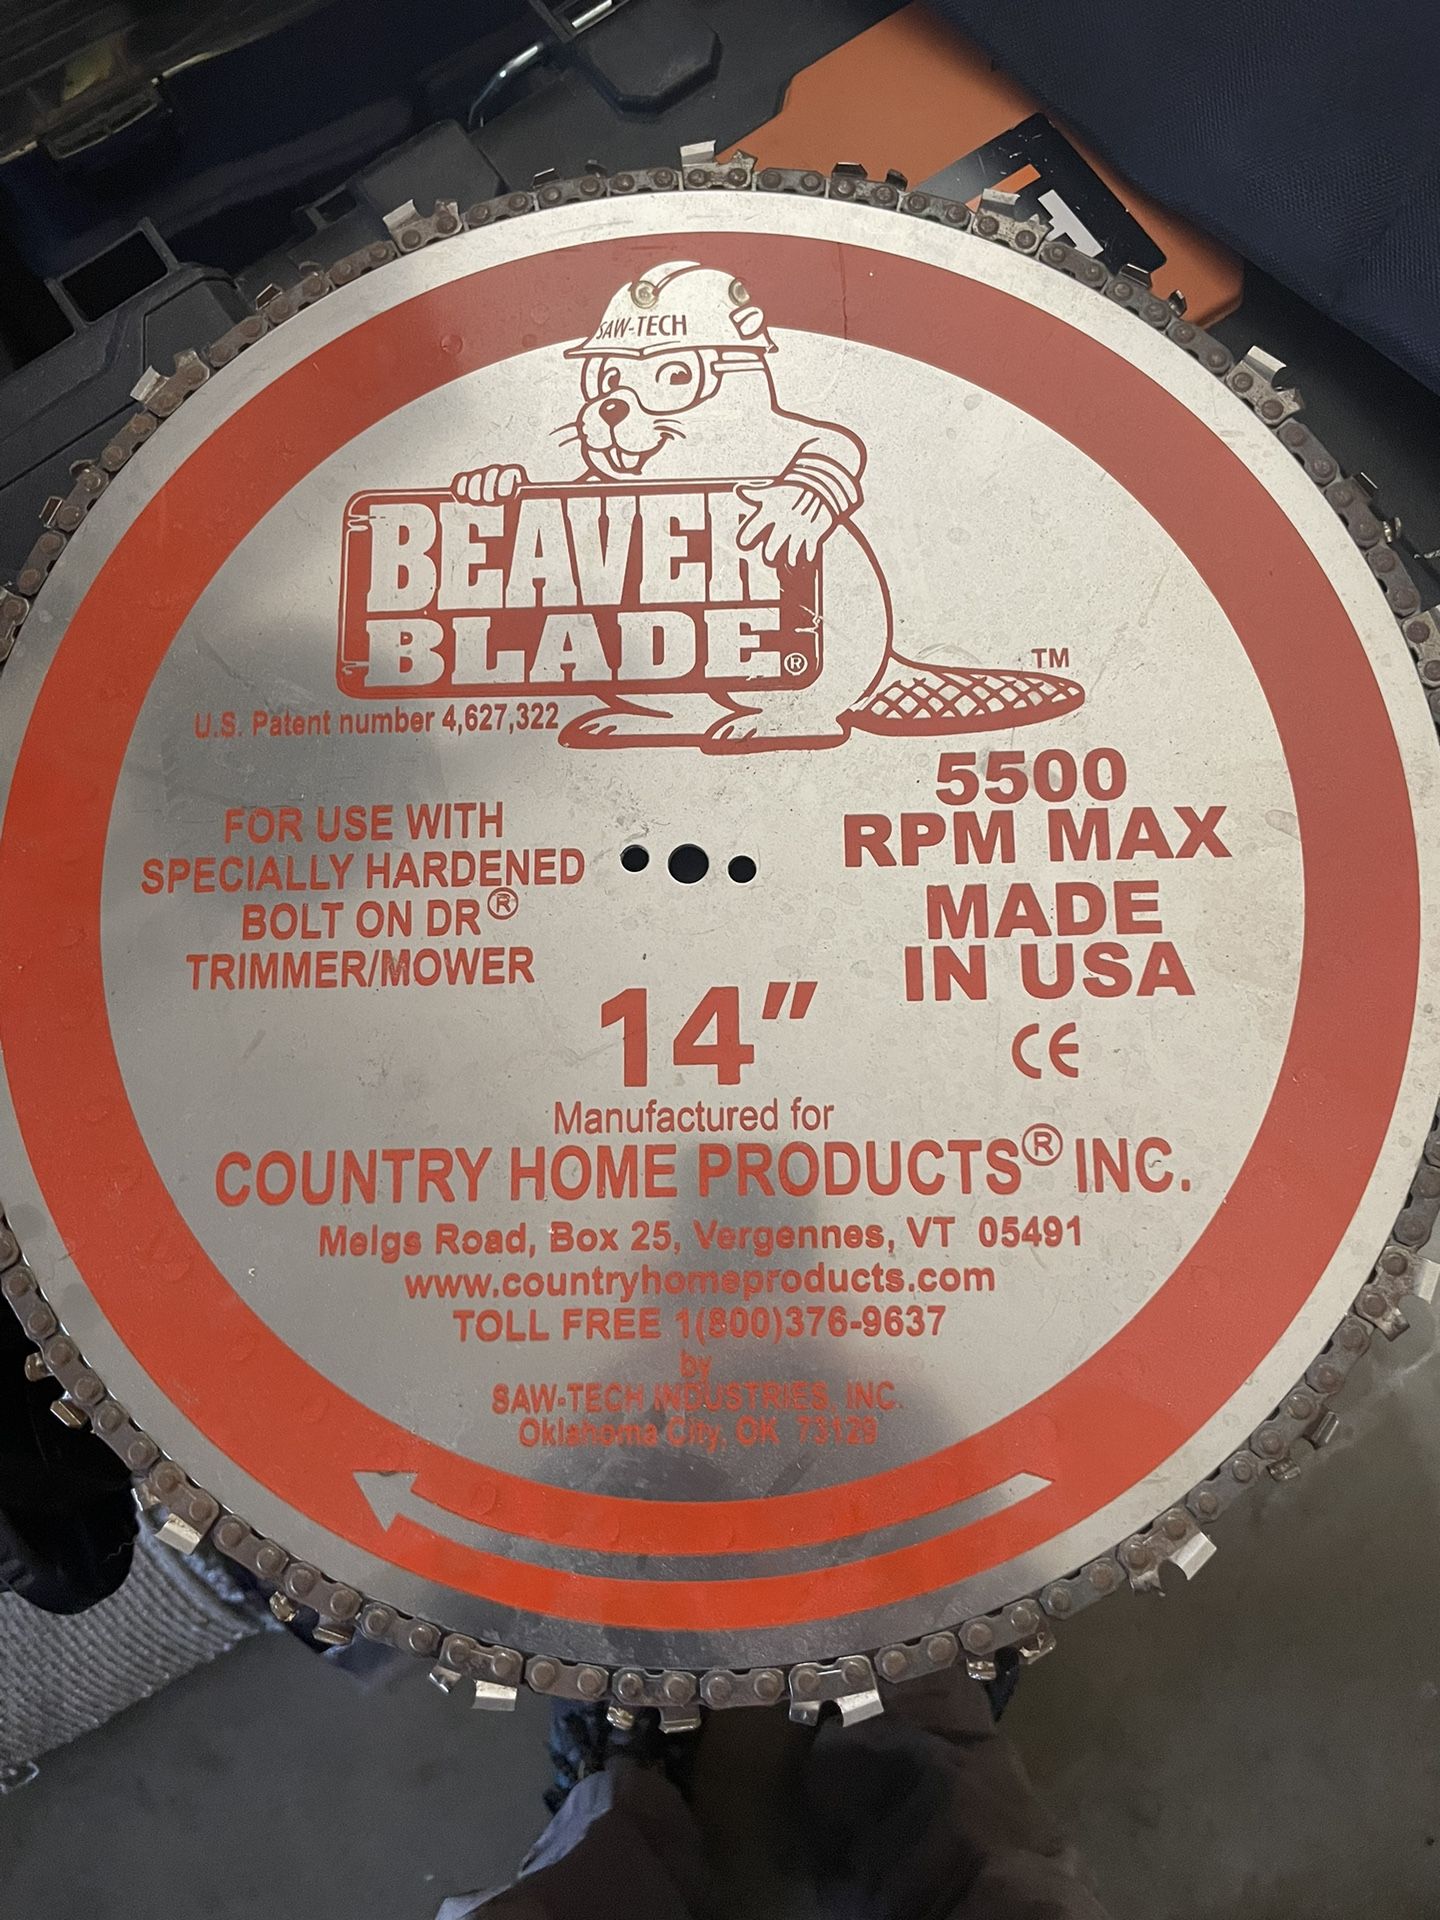 SAW-TECH
BEAVER
BLADE®
TM
U.S. Patent number 4,627,322
5500
RPM MAX
MADE
IN USA
CE
FOR USE WITH
SPECIALLY HARDENED
BOLT ON DR®
TRIMMER/MOWER
14"
Manufactured for
COUNTRY HOME PRODUCTS® INC.
Meigs Road, Box 25, Vergennes, VT 05491
www.countryhomeproducts.com
TOLL FREE 1(800)376-9637
by
SAW-TECH INDUSTRIES, INC.
Oklahoma City, OK 73129